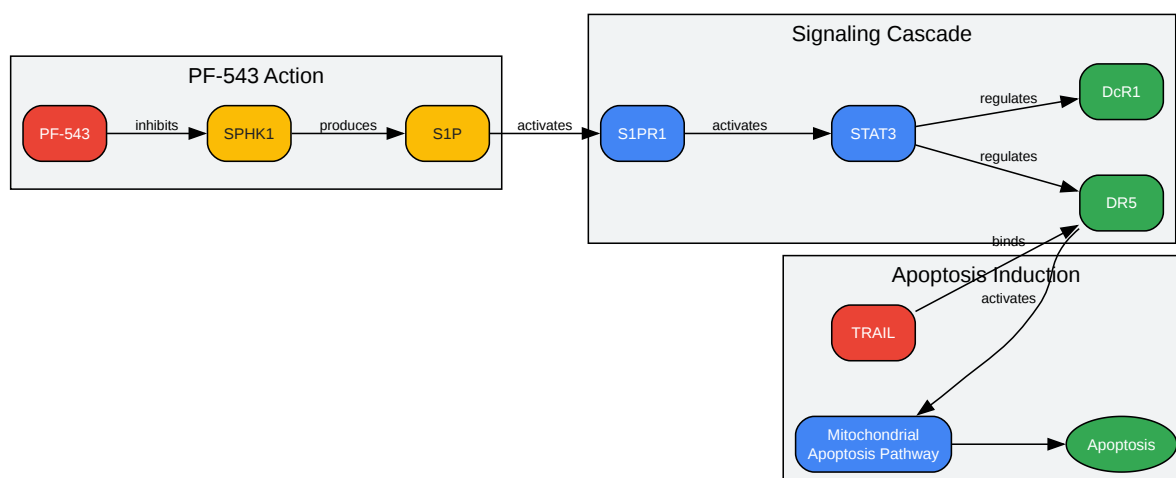 Signaling Cascade
PF-543 Action
PF-543
inhibits
SPHK1
produces
S1P
activates
S1PR1
activates
STAT3
regulates
DcR1
regulates
DR5
binds
Apoptosis Induction
activates
TRAIL
Mitochondrial
Apoptosis Pathway
Apoptosis